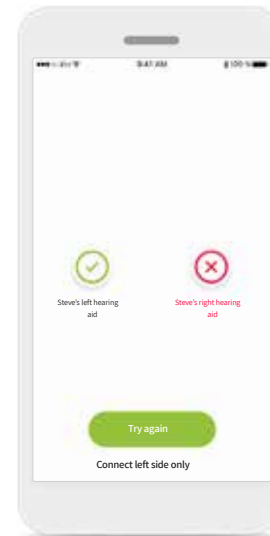 9:41 AM
100 %
Steve's left hearing
aid
Steve's right hearing
aid
Try again
Connect left side only